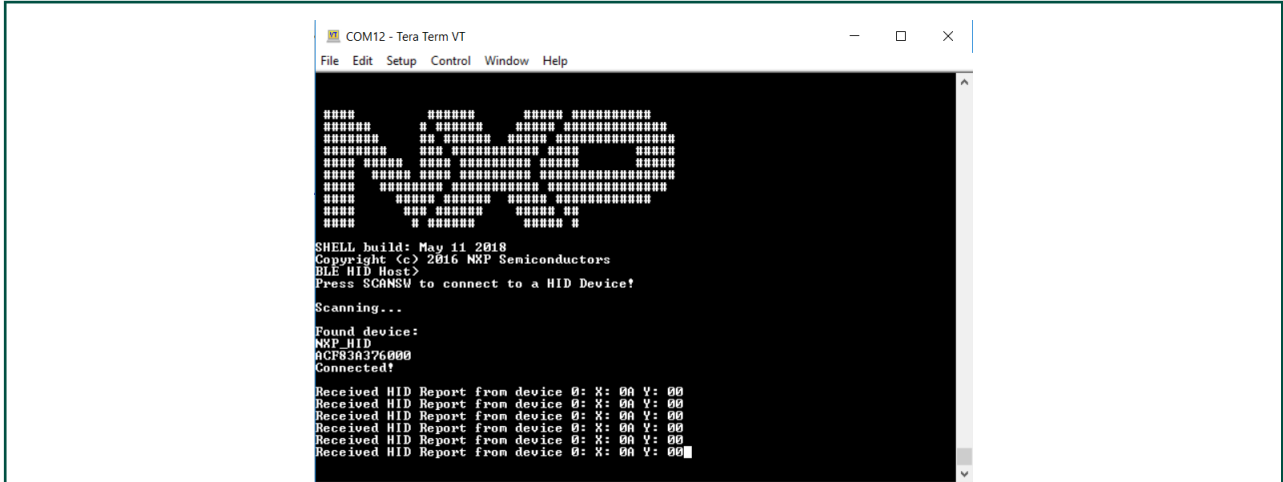 COM12 - Tera Term VT
File Edit Setup Control Window Help
NXP
SHELL build: May 11 2018
Copyright (c) 2016 NXP Semiconductors
BLE HID Host>
Press SCANSW to connect to a HID Device!
Scanning...
Found device:
NXP_HID
ACF83A376000
Connected!
Received HID Report from device 0: X: 0A Y: 00
Received HID Report from device 0: X: 0A Y: 00
Received HID Report from device 0: X: 0A Y: 00
Received HID Report from device 0: X: 0A Y: 00
Received HID Report from device 0: X: 0A Y: 00
Received HID Report from device 0: X: 0A Y: 00